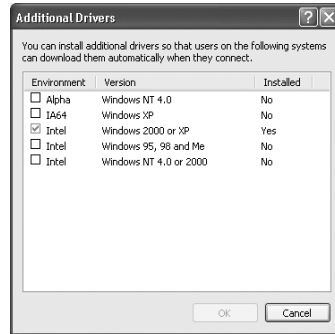 Additional Drivers
You can install additional drivers so that users on the following systems
can download them automatically when they connect.
Environment Version Installed
Alpha Windows NT 4.0 No
IA64 Windows XP No
Intel Windows 2000 or XP Yes
Intel Windows 95, 98 and Me No
Intel Windows NT 4.0 or 2000 No
OK Cancel